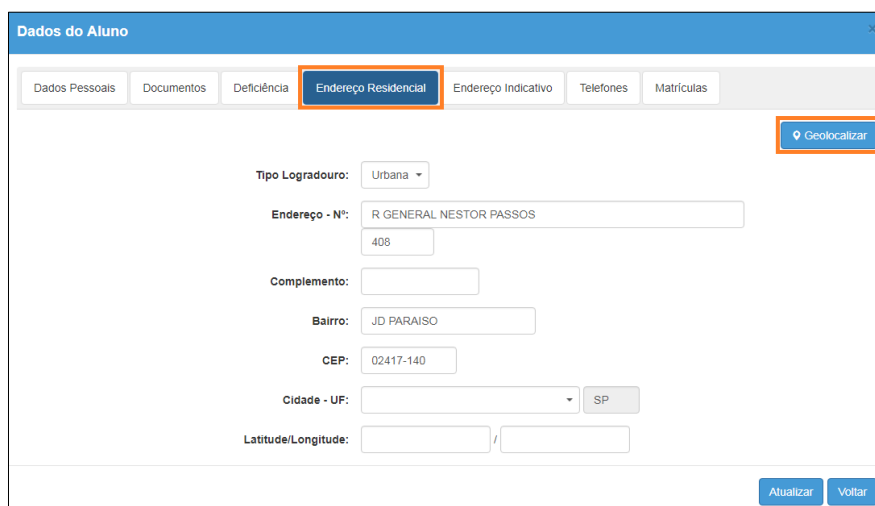 Dados do Aluno ×
Dados Pessoais Documentos Deficiência Endereço Residencial Endereço Indicativo Telefones Matrículas
Geolocalizar
Tipo Logradouro: Urbana
Endereço - Nº: R GENERAL NESTOR PASSOS
408
Complemento:
Bairro: JD PARAISO
CEP: 02417-140
Cidade - UF: SP
Latitude/Longitude: /
Atualizar Voltar